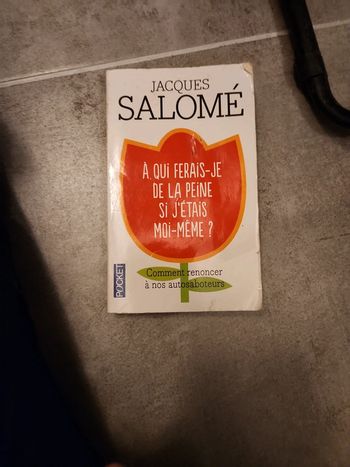 JACQUES
SALOMÉ
À QUI FERAIS-JE
DE LA PEINE
SI J'ÉTAIS
MOI-MÊME ?
Comment renoncer
à nos autosaboteurs
POCKET